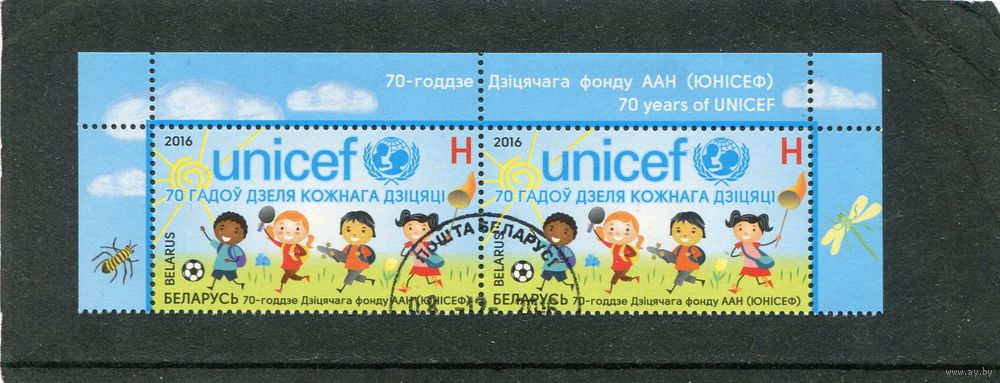 70-годдзе Дзіцячага фонду ААН (ЮНІСЕФ)
70 years of UNICEF
2016
unicef
H
70 ГАДОЎ ДЗЕЛЯ КОЖНАГА ДЗІЦЯЦІ
BELARUS
БЕЛАРУСЬ 70-годдзе Дзіцячага фонду ААН (ЮНІСЕФ)
2016
unicef
H
70 ГАДОЎ ДЗЕЛЯ КОЖНАГА ДЗІЦЯЦІ
BELARUS
БЕЛАРУСЬ 70-годдзе Дзіцячага фонду ААН (ЮНІСЕФ)
ПОШТА БЕЛАРУСІ
www.ay.by